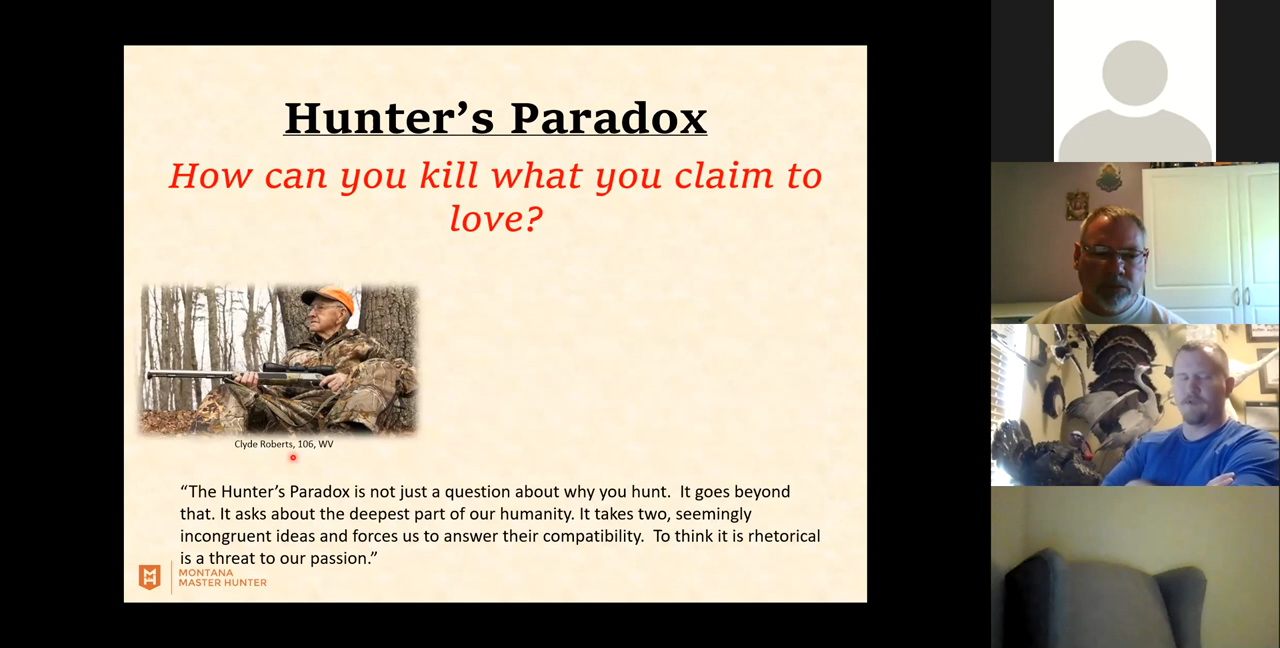 Hunter’s Paradox
How can you kill what you claim to
love?
Clyde Roberts, 106, WV
“The Hunter’s Paradox is not just a question about why you hunt.  It goes beyond
that. It asks about the deepest part of our humanity. It takes two, seemingly
incongruent ideas and forces us to answer their compatibility.  To think it is rhetorical
is a threat to our passion.”
MONTANA
MASTER HUNTER